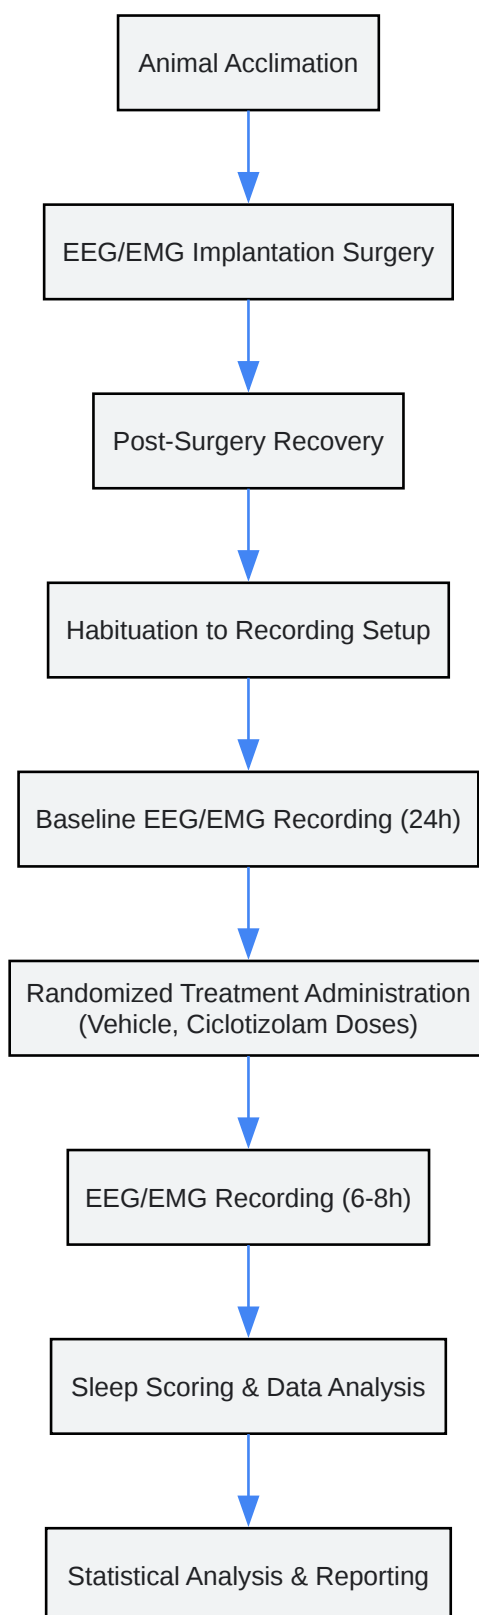 Animal Acclimation
EEG/EMG Implantation Surgery
Post-Surgery Recovery
Habituation to Recording Setup
Baseline EEG/EMG Recording (24h)
Randomized Treatment Administration
(Vehicle, Ciclotizolam Doses)
EEG/EMG Recording (6-8h)
Sleep Scoring & Data Analysis
Statistical Analysis & Reporting